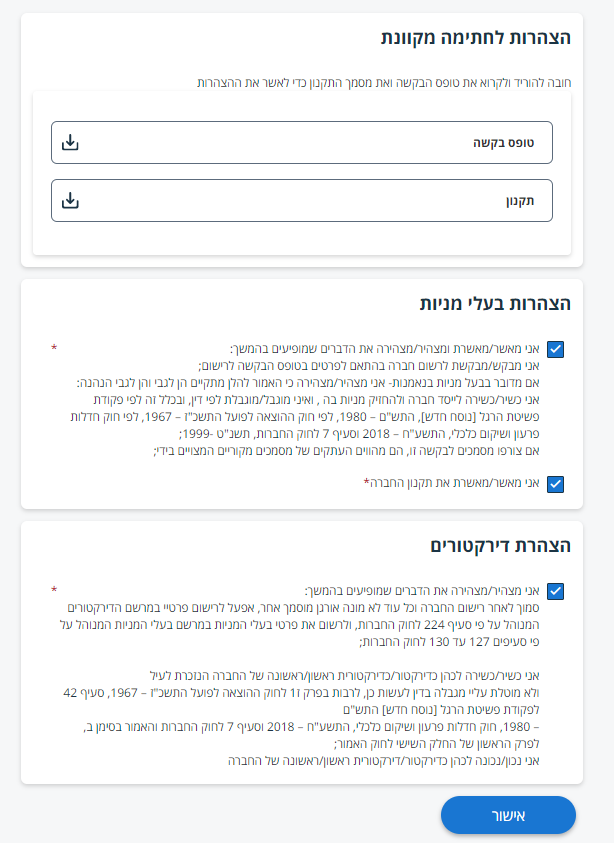 הצהרות לחתימה מקוונת
חובה להוריד ולקרוא את טופס הבקשה ואת מסמך התקנון כדי לאשר את ההצהרות
טופס בקשה
תקנון
הצהרות בעלי מניות
אני מאשר/מאשרת ומצהיר/מצהירה את הדברים שמופיעים בהמשך: *
אני מבקש/מבקשת לרשום חברה בהתאם לפרטים בטופס הבקשה לרישום;
אם מדובר בבעל מניות בנאמנות- אני מצהיר/מצהירה כי האמור להלן מתקיים הן לגבי והן לגבי הנהנה:
אני כשיר/כשירה לייסד חברה ולהחזיק מניות בה , ואיני מוגבל/מוגבלת לפי דין, ובכלל זה לפי פקודת
פשיטת הרגל [נוסח חדש], התש"ם – 1980, לפי חוק ההוצאה לפועל התשכ"ז – 1967, לפי חוק חדלות
פרעון ושיקום כלכלי, התשע"ח – 2018 וסעיף 7 לחוק החברות, תשנ"ט -1999;
אם צורפו מסמכים לבקשה זו, הם מהווים העתקים של מסמכים מקוריים המצויים בידי;
אני מאשר/מאשרת את תקנון החברה*
הצהרת דירקטורים
אני מצהיר/מצהירה את הדברים שמופיעים בהמשך: *
סמוך לאחר רישום החברה וכל עוד לא מונה אורגן מוסמך אחר, אפעל לרישום פרטיי במרשם הדירקטורים
המנוהל על פי סעיף 224 לחוק החברות, ולרשום את פרטי בעלי המניות במרשם בעלי המניות המנוהל על
פי סעיפים 127 עד 130 לחוק החברות;
אני כשיר/כשירה לכהן כדירקטור/כדירקטורית ראשון/ראשונה של החברה הנזכרת לעיל
ולא מוטלת עליי מגבלה בדין לעשות כן, לרבות בפרק ז1 לחוק ההוצאה לפועל התשכ"ז – 1967, סעיף 42
לפקודת פשיטת הרגל [נוסח חדש] התש"ם
– 1980, חוק חדלות פרעון ושיקום כלכלי, התשע"ח – 2018 וסעיף 7 לחוק החברות והאמור בסימן ב,
לפרק הראשון של החלק השישי לחוק האמור;
אני נכון/נכונה לכהן כדירקטור/דירקטורית ראשון/ראשונה של החברה
אישור